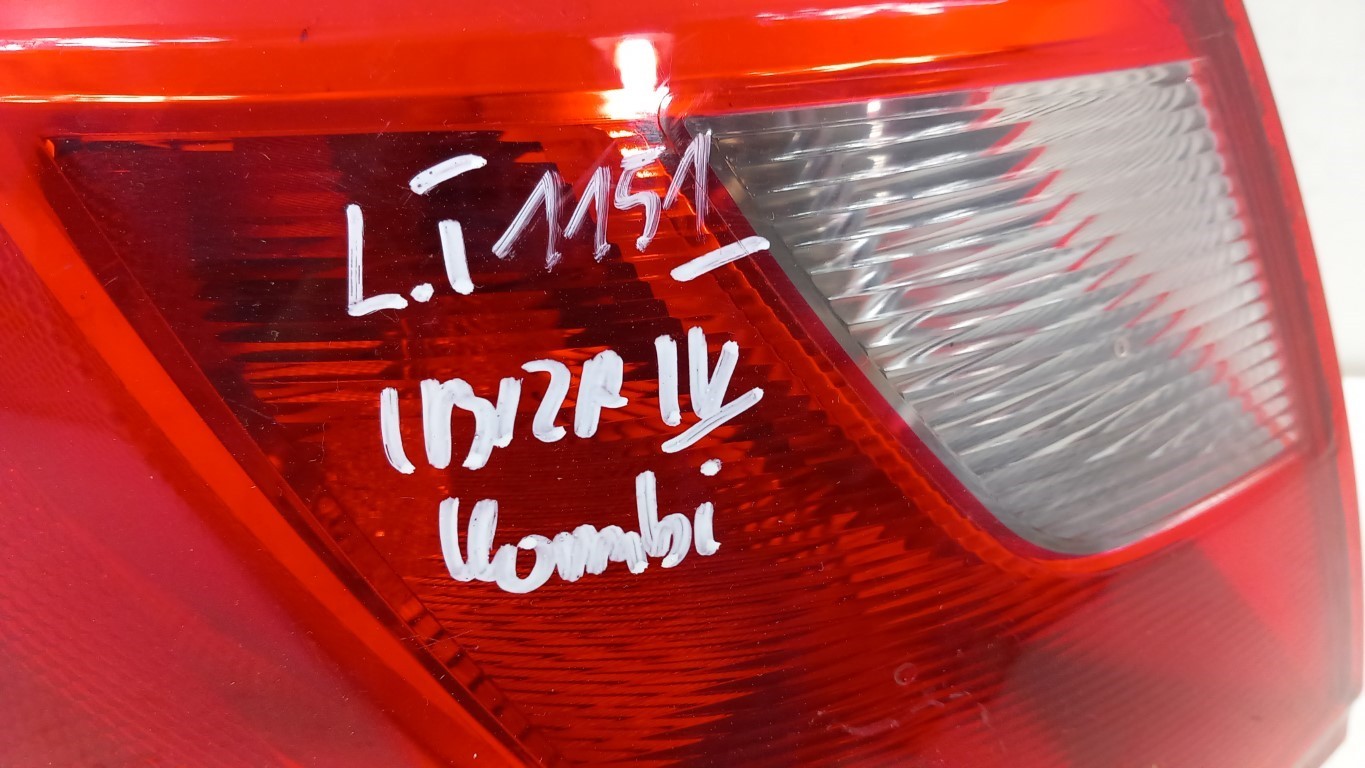 L.T 1151
IBIZA IV
Kombi